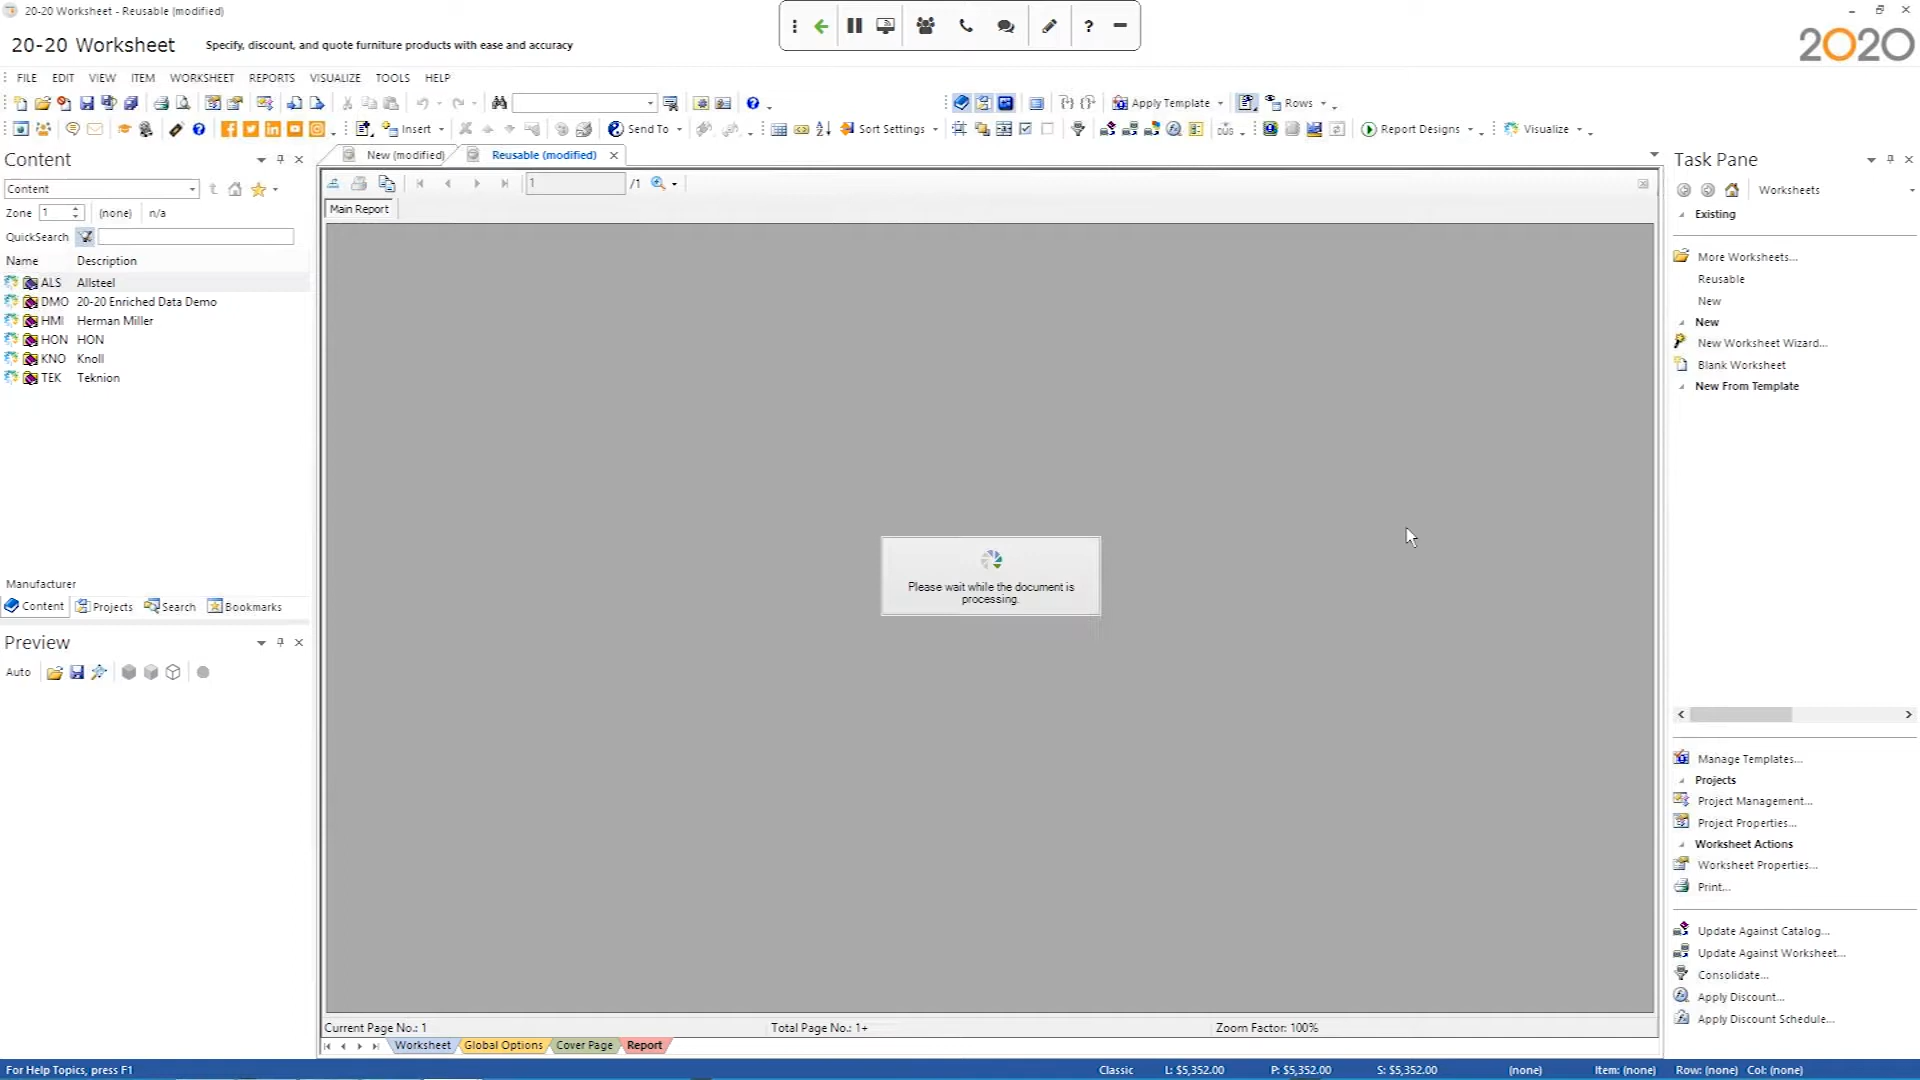 20-20 Worksheet - Reusable (modified)
20-20 Worksheet
Specify, discount, and quote furniture products with ease and accuracy
2020
FILE EDIT VIEW ITEM WORKSHEET REPORTS VISUALIZE TOOLS HELP
Apply Template
Rows
Insert
Send To
Sort Settings
Report Designs
Visualize
Content
New (modified)
Reusable (modified)
Task Pane
Content
1
/1
Worksheets
Zone 1 (none) n/a
Main Report
Existing
QuickSearch
Name Description
More Worksheets...
ALS Allsteel
Reusable
DMO 20-20 Enriched Data Demo
New
HMI Herman Miller
New
HON HON
New Worksheet Wizard...
KNO Knoll
Blank Worksheet
TEK Teknion
New From Template
Please wait while the document is
processing.
Manufacturer
Content Projects Search Bookmarks
Preview
Auto
Manage Templates...
Projects
Project Management...
Project Properties...
Worksheet Actions
Worksheet Properties...
Print...
Update Against Catalog...
Update Against Worksheet...
Consolidate...
Apply Discount...
Apply Discount Schedule...
Current Page No.: 1
Total Page No.: 1+
Zoom Factor: 100%
Worksheet Global Options Cover Page Report
For Help Topics, press F1
Classic L: $5,352.00 P: $5,352.00 S: $5,352.00 (none) Item: (none) Row: (none) Col: (none)